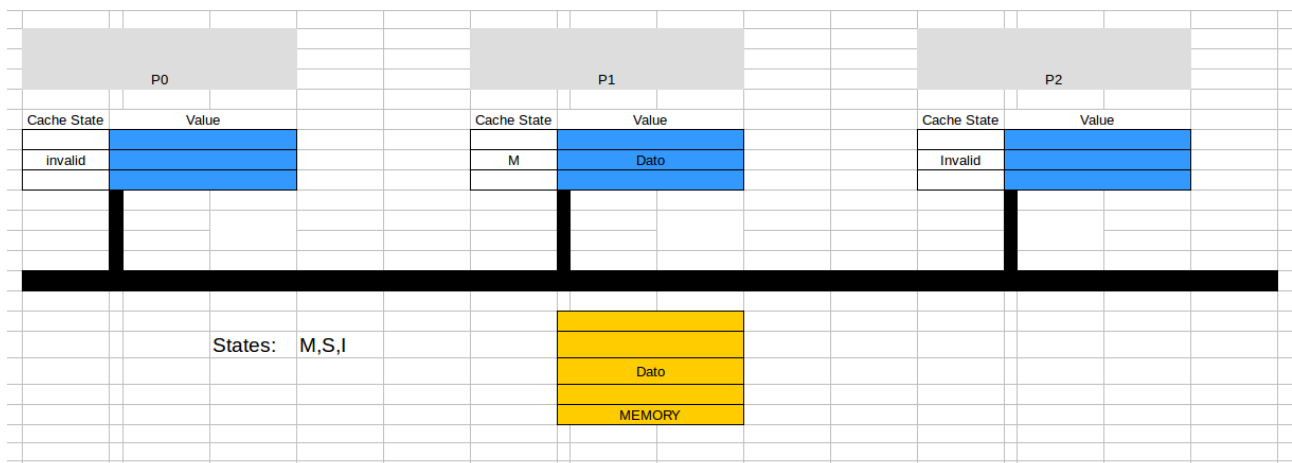 P0 P1 P2
Cache State Value Cache State Value Cache State Value
invalid M Dato Invalid
States: M,S,I
Dato
MEMORY